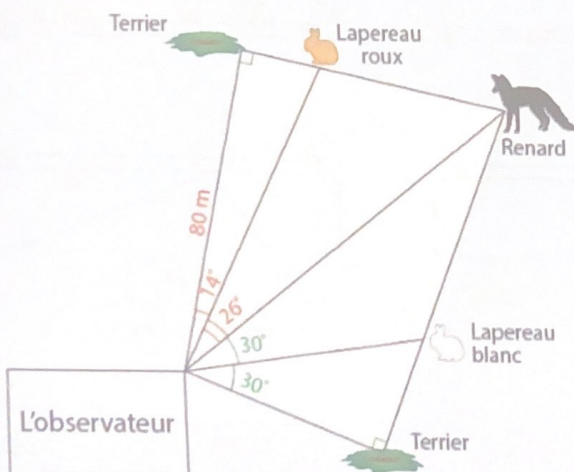 Terrier
Lapereau
roux
Renard
80 m
14°
26°
30°
30°
Lapereau
blanc
L'observateur
Terrier